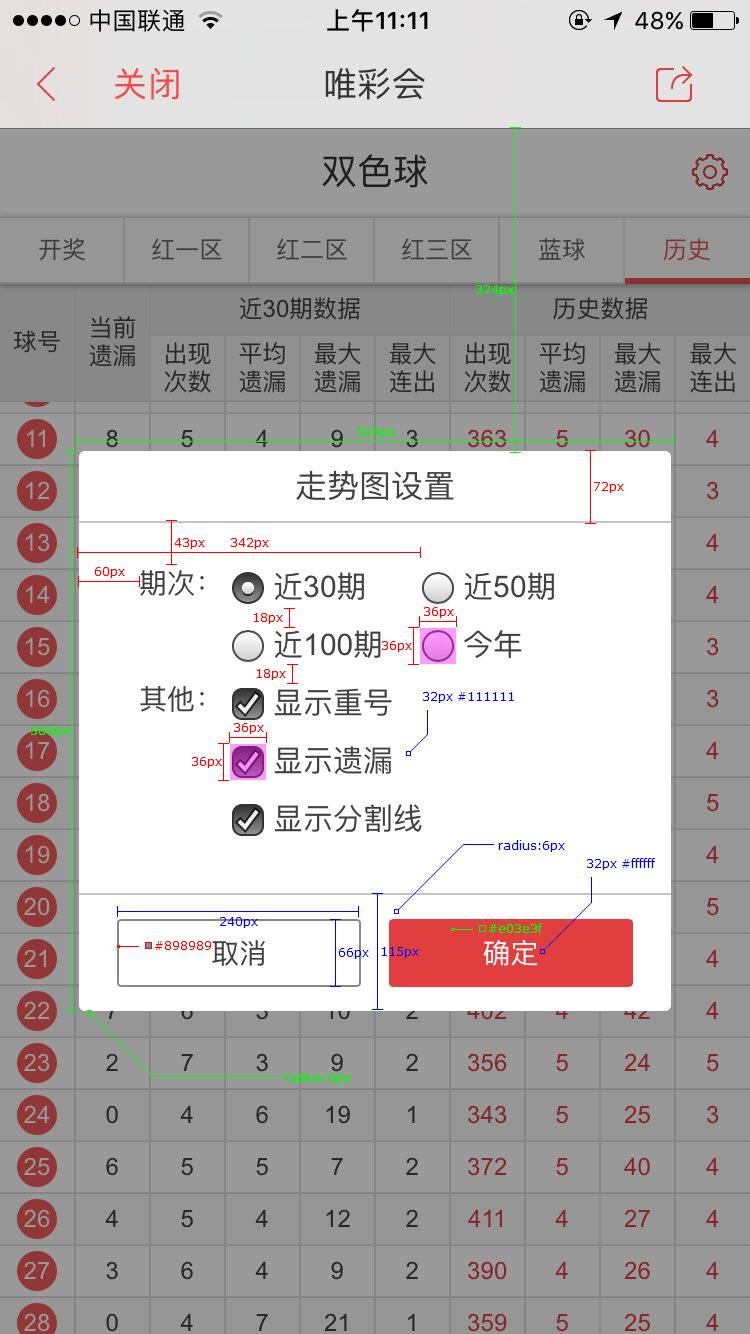 中国联通 上午11:11 48%
关闭 唯彩会
双色球
开奖 红一区 红二区 红三区 蓝球 历史
334px
球号 当前遗漏 近30期数据 历史数据
出现次数 平均遗漏 最大遗漏 最大连出 出现次数 平均遗漏 最大遗漏 最大连出
11 8 5 4 9 3 363 5 30 4
走势图设置
72px
12 3
13 4
43px 342px
60px
期次： 近30期 近50期
14 4
18px 36px
近100期 36px 今年
15 3
18px
其他： 显示重号 32px #111111
16 3
36px
17 4
36px 显示遗漏
18 5
显示分割线
19 4
radius:6px
32px #ffffff
20 5
240px
#e03e3f
#898989 取消 66px 115px 确定
21 4
22 4
23 2 7 3 9 2 356 5 24 5
24 0 4 6 19 1 343 5 25 3
25 6 5 5 7 2 372 5 40 4
26 4 5 4 12 2 411 4 27 4
27 3 6 4 9 2 390 4 26 4
28 0 4 7 21 1 359 5 25 4